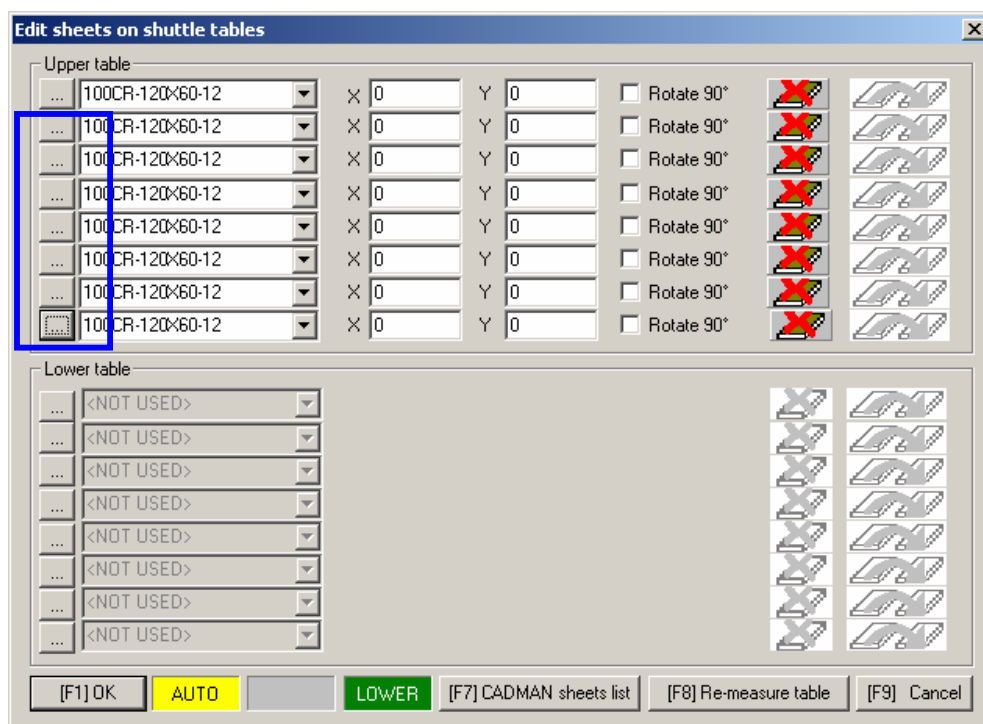 Edit sheets on shuttle tables
Upper table
... 100CR-120X60-12 X 0 Y 0 Rotate 90°
... 100CR-120X60-12 X 0 Y 0 Rotate 90°
... 100CR-120X60-12 X 0 Y 0 Rotate 90°
... 100CR-120X60-12 X 0 Y 0 Rotate 90°
... 100CR-120X60-12 X 0 Y 0 Rotate 90°
... 100CR-120X60-12 X 0 Y 0 Rotate 90°
... 100CR-120X60-12 X 0 Y 0 Rotate 90°
... 100CR-120X60-12 X 0 Y 0 Rotate 90°
Lower table
... <NOT USED>
... <NOT USED>
... <NOT USED>
... <NOT USED>
... <NOT USED>
... <NOT USED>
... <NOT USED>
... <NOT USED>
[F1] OK AUTO LOWER [F7] CADMAN sheets list [F8] Re-measure table [F9] Cancel